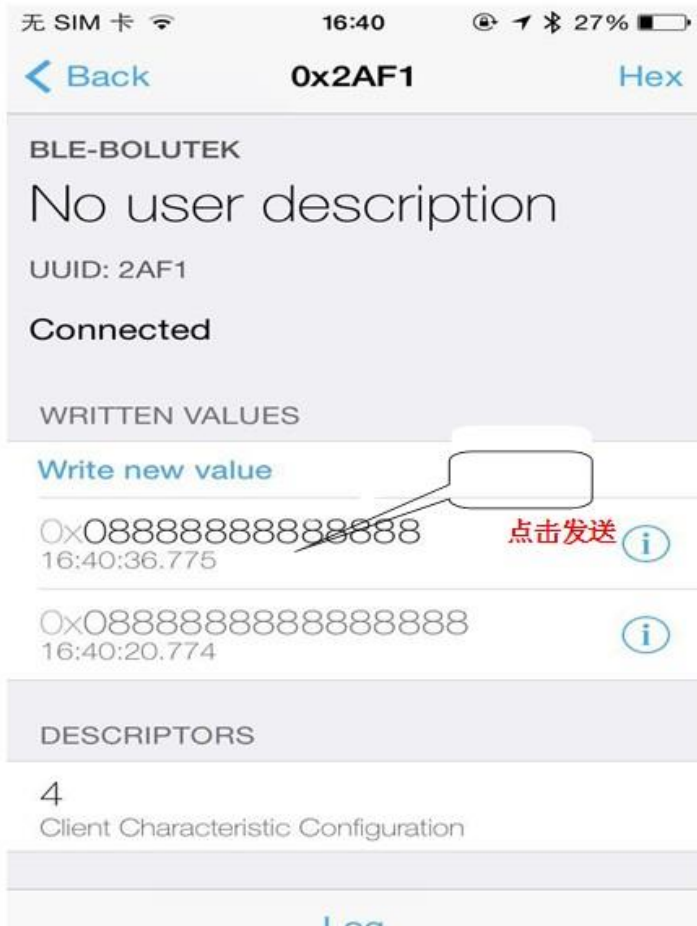 无 SIM 卡 16:40 27%
Back 0x2AF1 Hex
BLE-BOLUTEK
No user description
UUID: 2AF1
Connected
WRITTEN VALUES
Write new value
0x08888888888888 点击发送
16:40:36.775
0x0888888888888888
16:40:20.774
DESCRIPTORS
4
Client Characteristic Configuration
Log